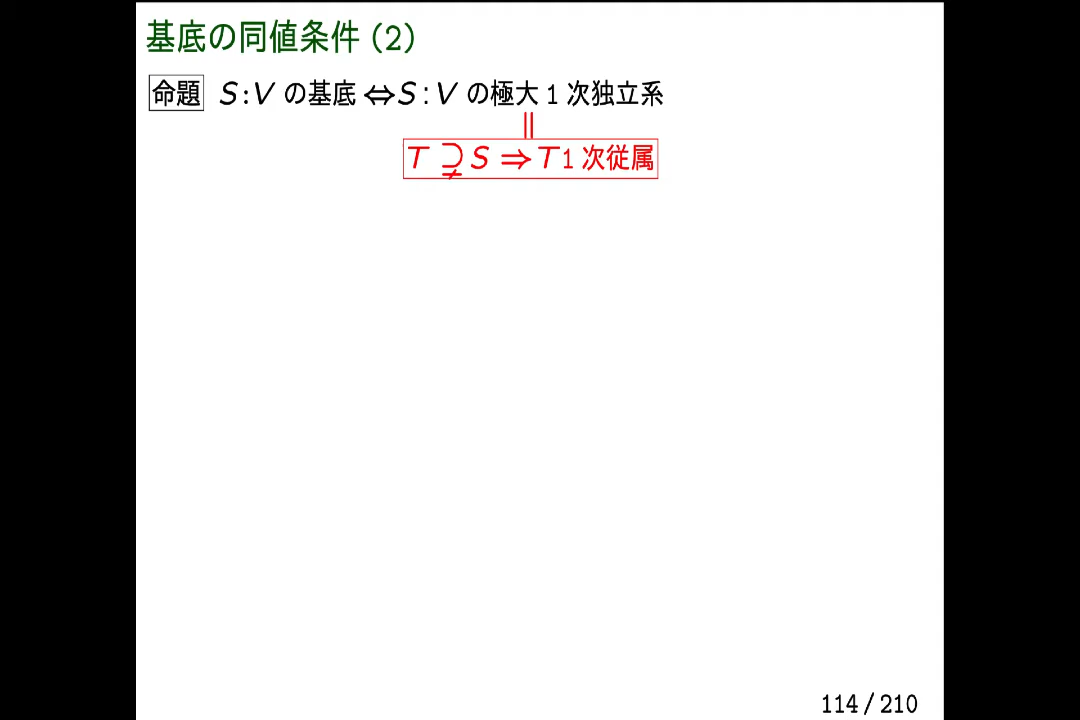 基底の同値条件 (2)
命題 S : V の基底 ⇔ S : V の極大 1 次独立系
||
T ⊋ S ⇒ T 1 次従属
114 / 210